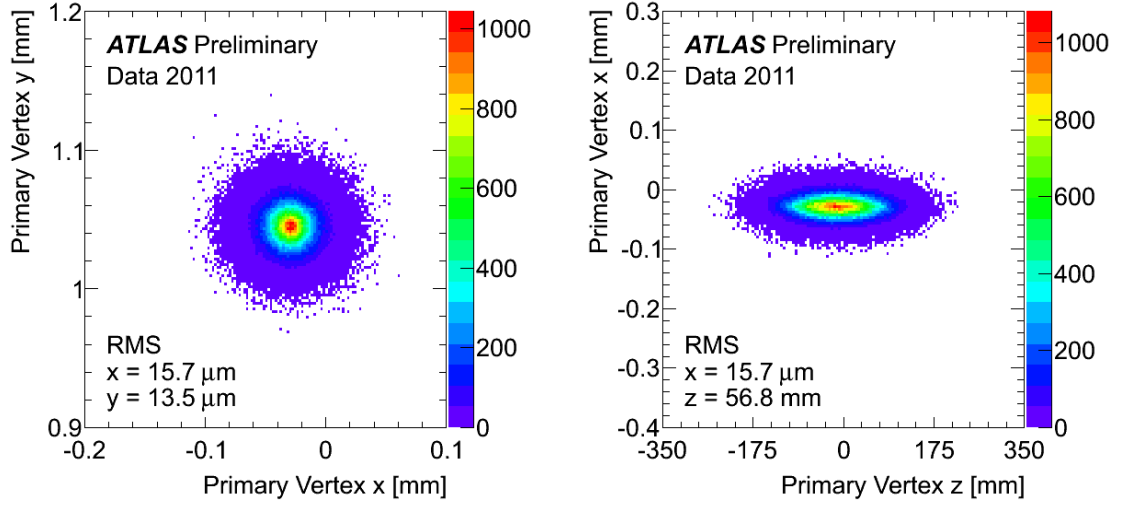 Primary Vertex y [mm]
1.2
1.1
1
0.9
ATLAS Preliminary
Data 2011
RMS
x = 15.7 μm
y = 13.5 μm
-0.2
-0.1
0
0.1
Primary Vertex x [mm]
1000
800
600
400
200
0
Primary Vertex x [mm]
0.3
0.2
0.1
0
-0.1
-0.2
-0.3
-0.4
ATLAS Preliminary
Data 2011
RMS
x = 15.7 μm
z = 56.8 mm
-350
-175
0
175
350
Primary Vertex z [mm]
1000
800
600
400
200
0